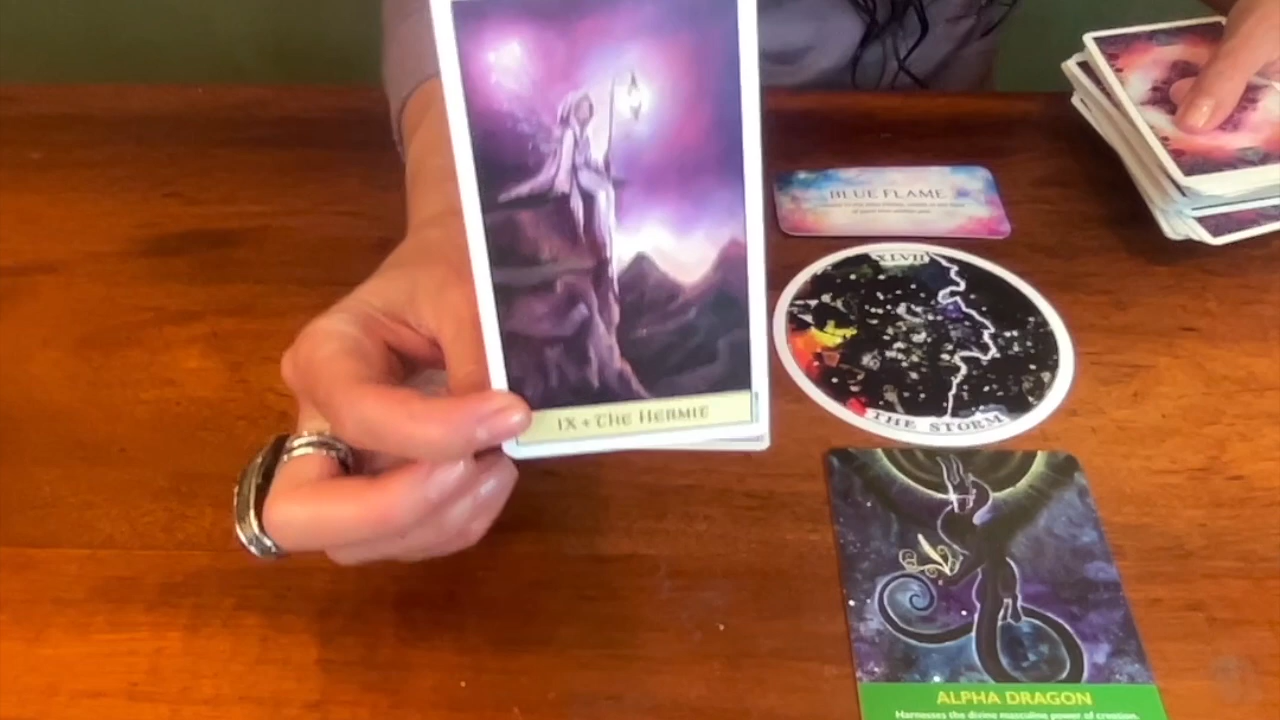 IX + THE HERMIT
BLUE FLAME
XLVII
THE STORM
ALPHA DRAGON
Harnesses the divine masculine power of creation.